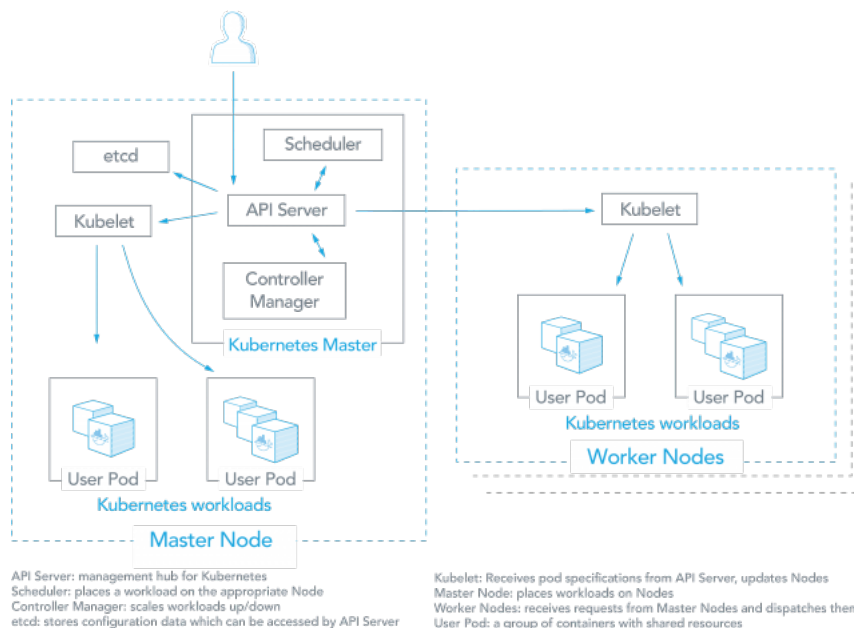 etcd
Scheduler
Kubelet
API Server
Controller
Manager
Kubernetes Master
User Pod
User Pod
Kubernetes workloads
Master Node
Kubelet
User Pod
User Pod
Kubernetes workloads
Worker Nodes
API Server: management hub for Kubernetes
Scheduler: places a workload on the appropriate Node
Controller Manager: scales workloads up/down
etcd: stores configuration data which can be accessed by API Server
Kubelet: Receives pod specifications from API Server, updates Nodes
Master Node: places workloads on Nodes
Worker Nodes: receives requests from Master Nodes and dispatches them
User Pod: a group of containers with shared resources